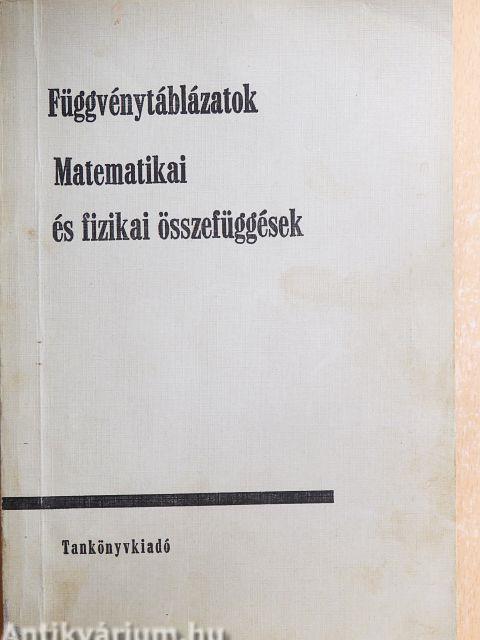 Függvénytáblázatok
Matematikai
és fizikai összefüggések
Tankönyvkiadó
Antikvárium.hu